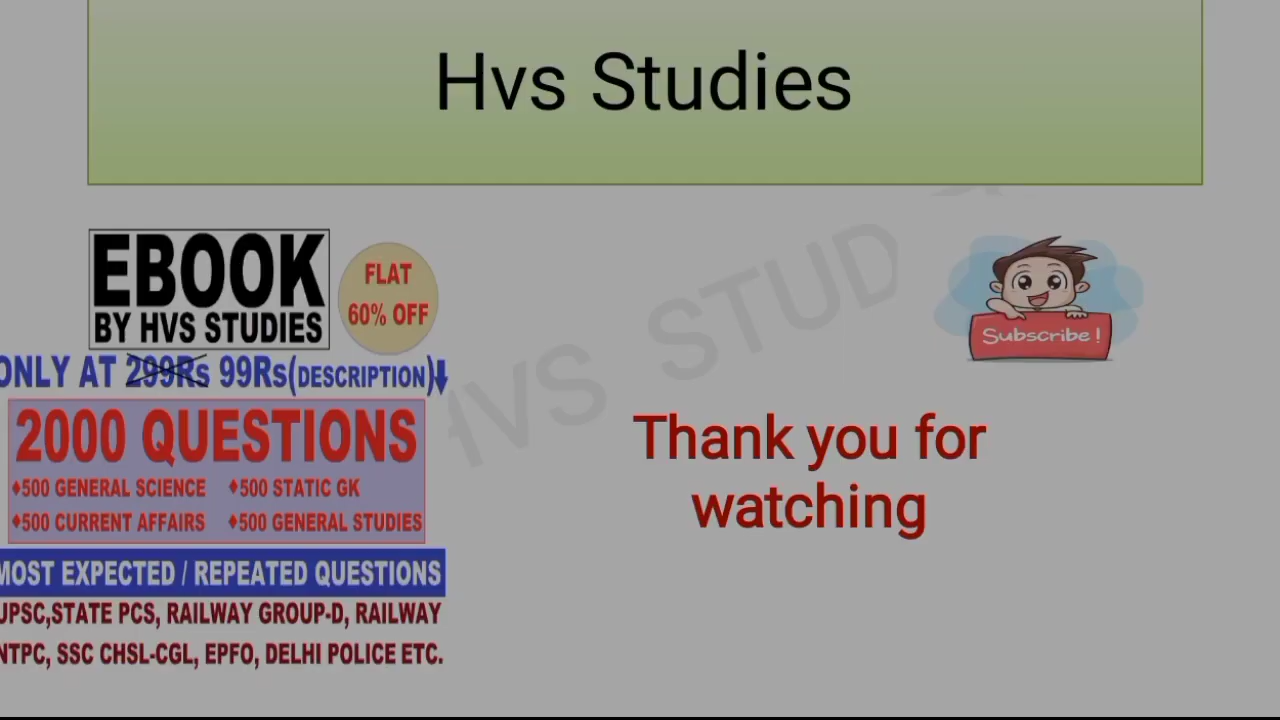 Hvs Studies
EBOOK
BY HVS STUDIES
FLAT
60% OFF
ONLY AT 299Rs 99Rs(DESCRIPTION)
2000 QUESTIONS
♦500 GENERAL SCIENCE ♦500 STATIC GK
♦500 CURRENT AFFAIRS ♦500 GENERAL STUDIES
MOST EXPECTED / REPEATED QUESTIONS
UPSC,STATE PCS, RAILWAY GROUP-D, RAILWAY
NTPC, SSC CHSL-CGL, EPFO, DELHI POLICE ETC.
HVS STUD
Subscribe !
Thank you for
watching